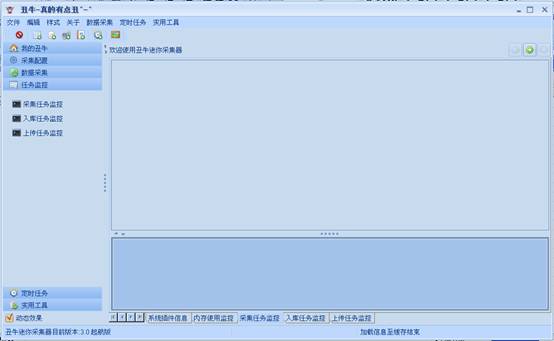 丑牛-真的有点丑^-^
文件 编辑 样式 关于 数据采集 定时任务 实用工具
我的丑牛
欢迎使用丑牛迷你采集器
采集配置
数据采集
任务监控
采集任务监控
入库任务监控
上传任务监控
定时任务
实用工具
动态效果
系统插件信息 内存使用监控 采集任务监控 入库任务监控 上传任务监控
丑牛迷你采集器目前版本:3.0 起航版 加载信息至缓存结束